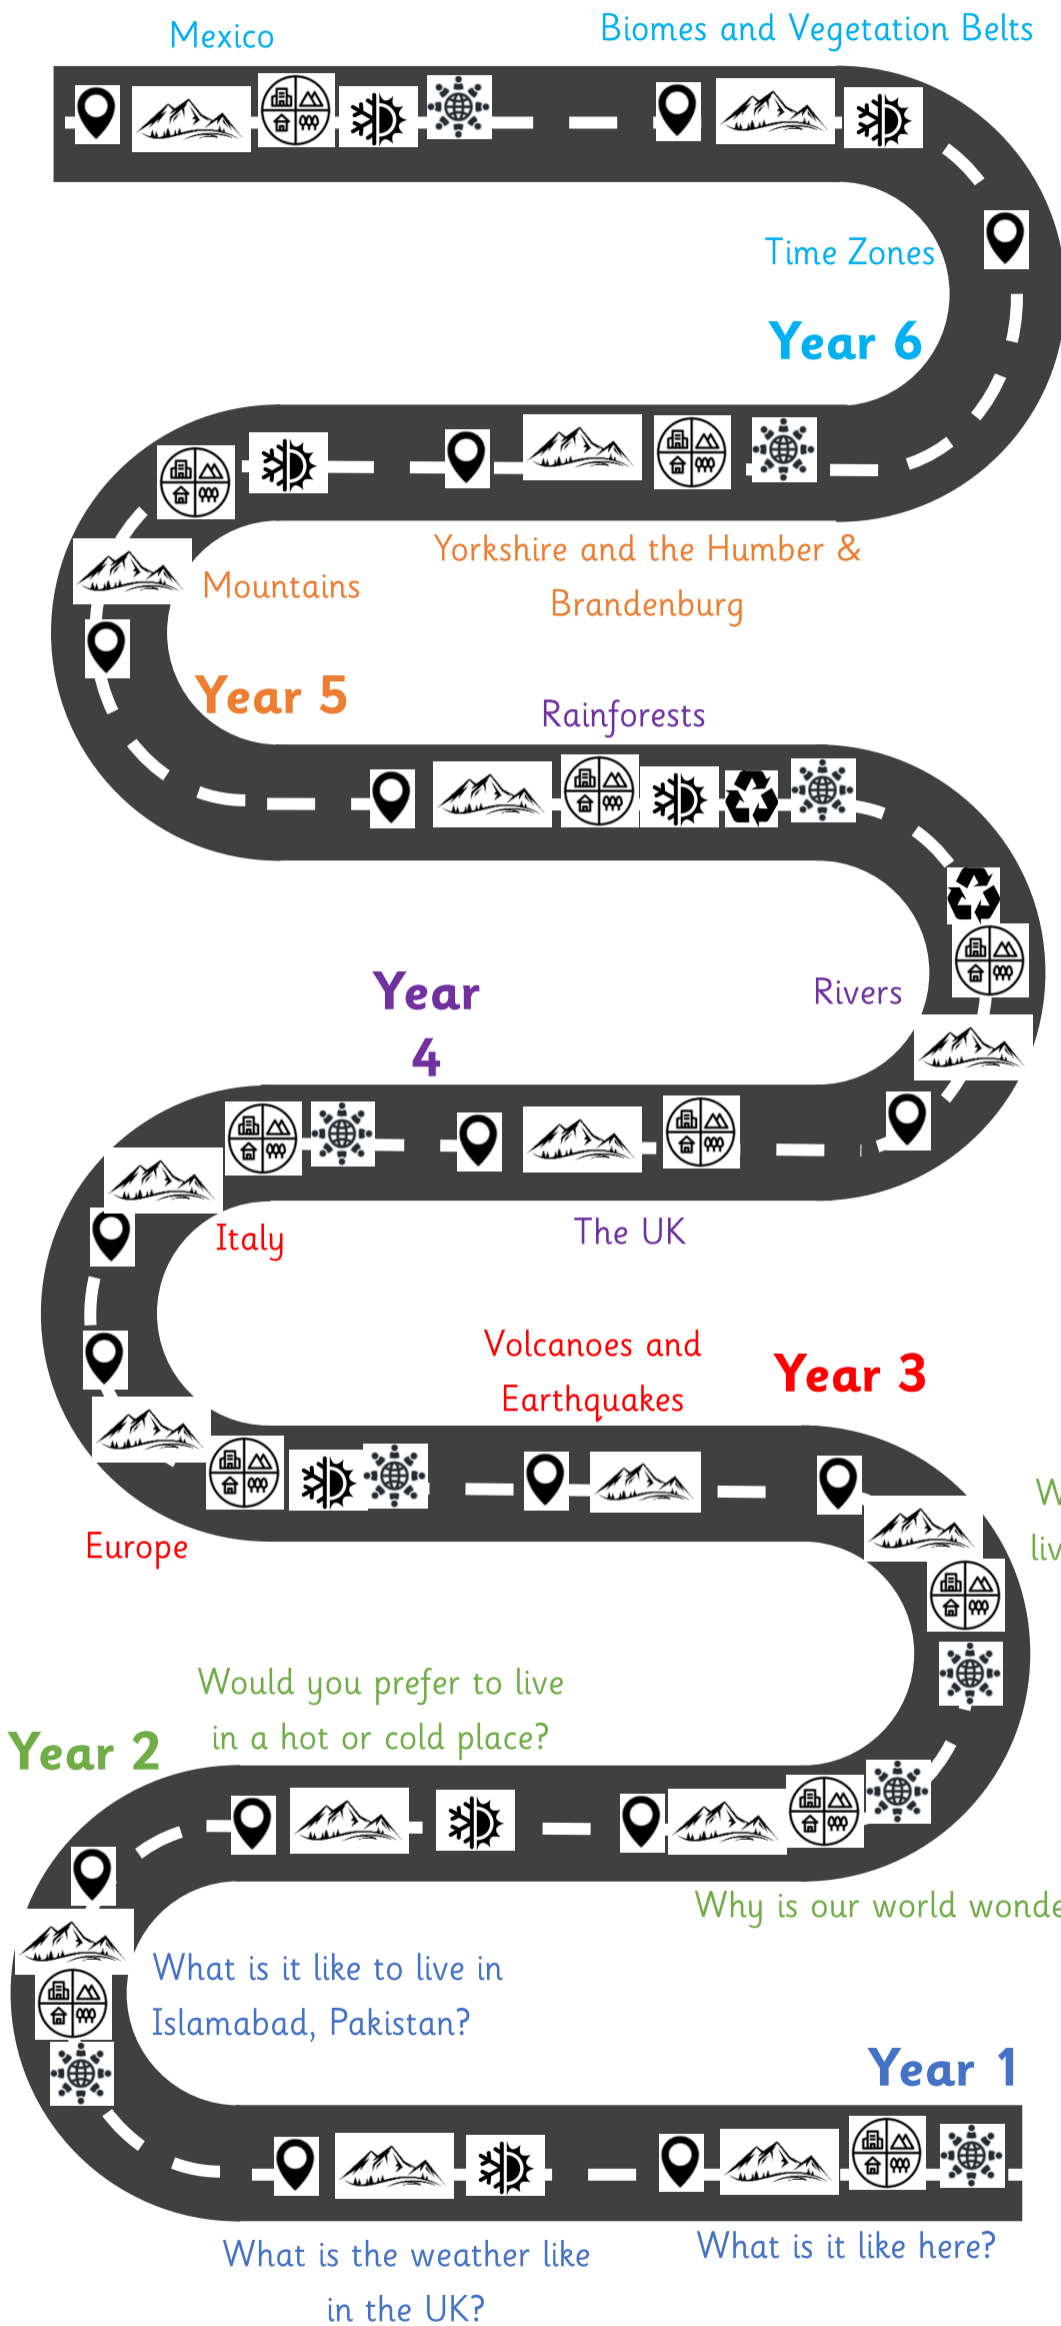 Mexico
Biomes and Vegetation Belts
Time Zones
Year 6
Yorkshire and the Humber &
Brandenburg
Mountains
Year 5
Rainforests
Year
4
Rivers
Italy
The UK
Volcanoes and
Earthquakes
Year 3
Europe
Would you prefer to live
in a hot or cold place?
Year 2
Why is our world
What is it like to live in
Islamabad, Pakistan?
Year 1
What is the weather like
in the UK?
What is it like here?